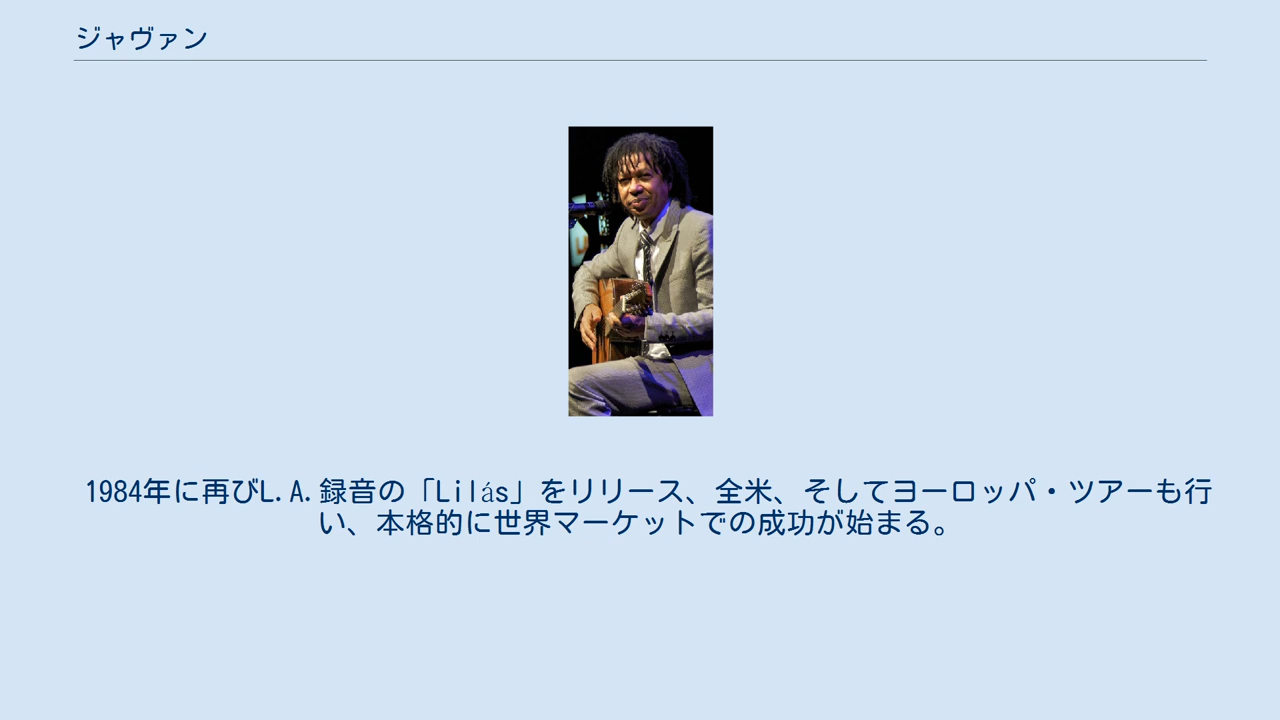 ジャヴァン
1984年に再びL.A.録音の「Lilás」をリリース、全米、そしてヨーロッパ・ツアーも行
い、本格的に世界マーケットでの成功が始まる。